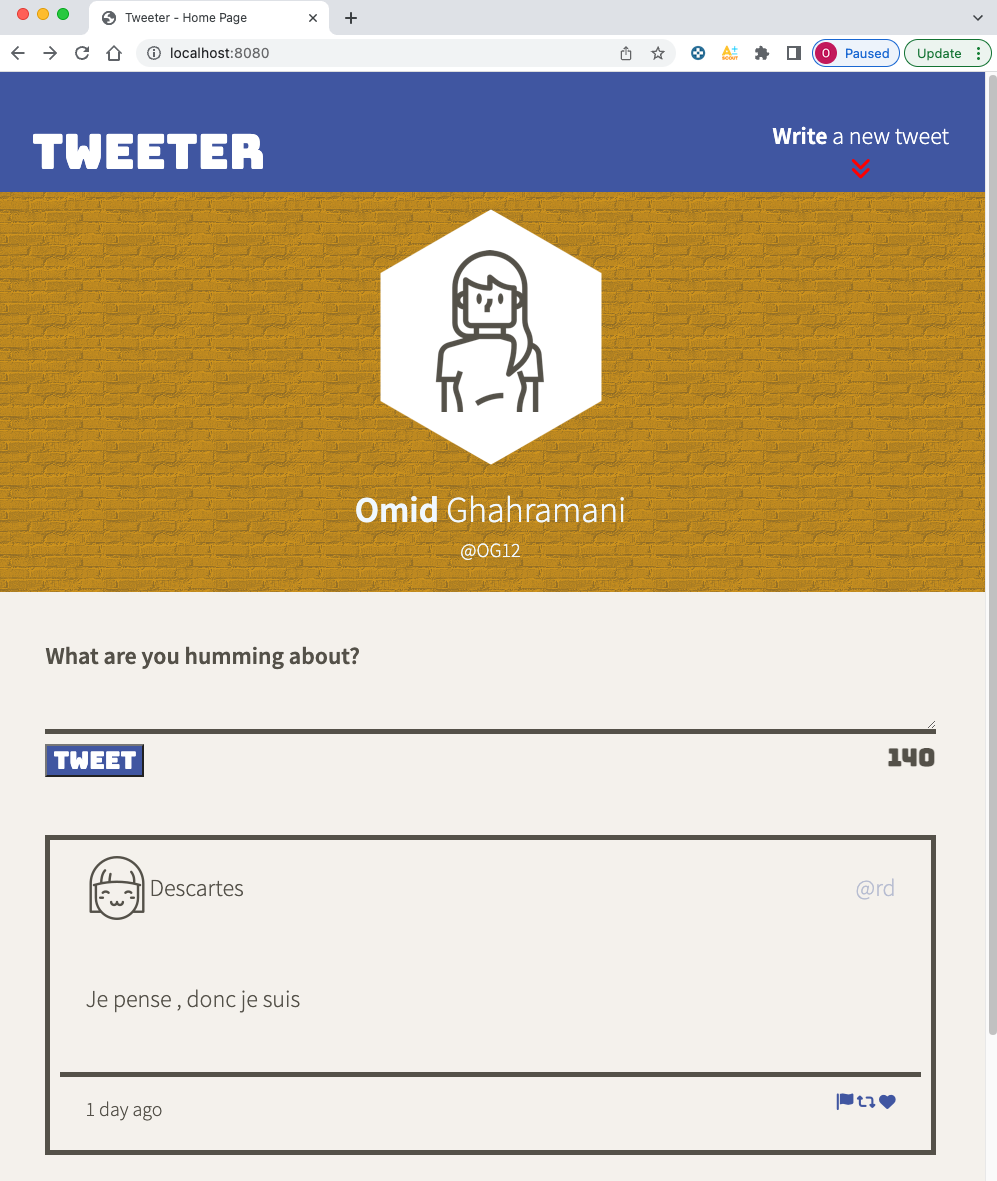 Tweeter - Home Page
localhost:8080
O Paused Update
A+ SCOUT
TWEETER
Write a new tweet
Omid Ghahramani
@OG12
What are you humming about?
TWEET 140
Descartes @rd
Je pense , donc je suis
1 day ago